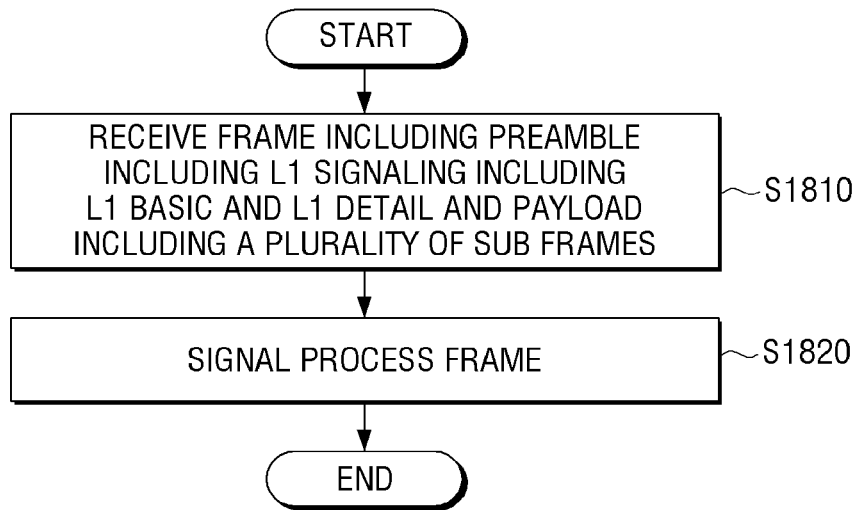 START
RECEIVE FRAME INCLUDING PREAMBLE
INCLUDING L1 SIGNALING INCLUDING
L1 BASIC AND L1 DETAIL AND PAYLOAD
INCLUDING A PLURALITY OF SUB FRAMES
S1810
SIGNAL PROCESS FRAME
S1820
END